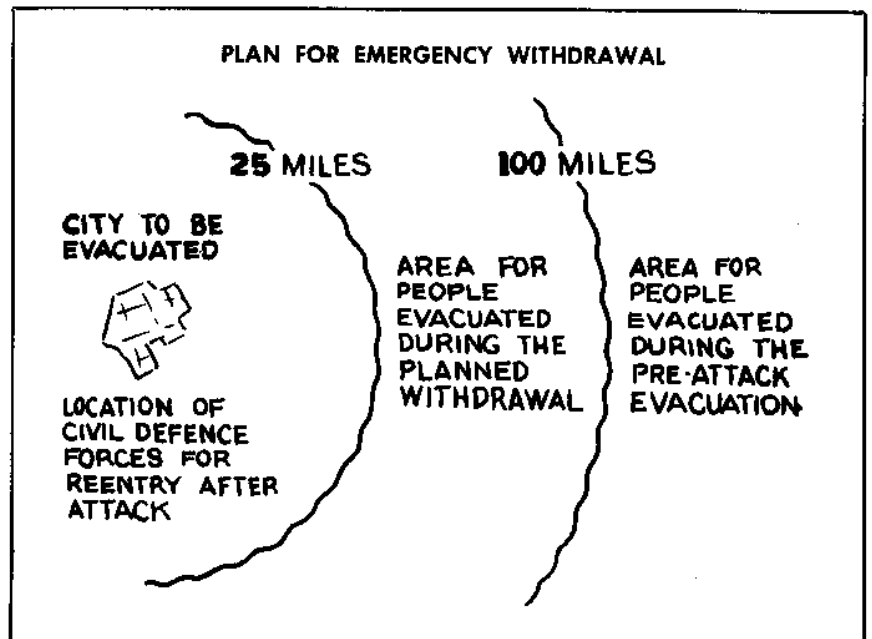 PLAN FOR EMERGENCY WITHDRAWAL
25 MILES
100 MILES
CITY TO BE
EVACUATED
LOCATION OF
CIVIL DEFENCE
FORCES FOR
REENTRY AFTER
ATTACK
AREA FOR
PEOPLE
EVACUATED
DURING THE
PLANNED
WITHDRAWAL
AREA FOR
PEOPLE
EVACUATED
DURING THE
PRE-ATTACK
EVACUATION